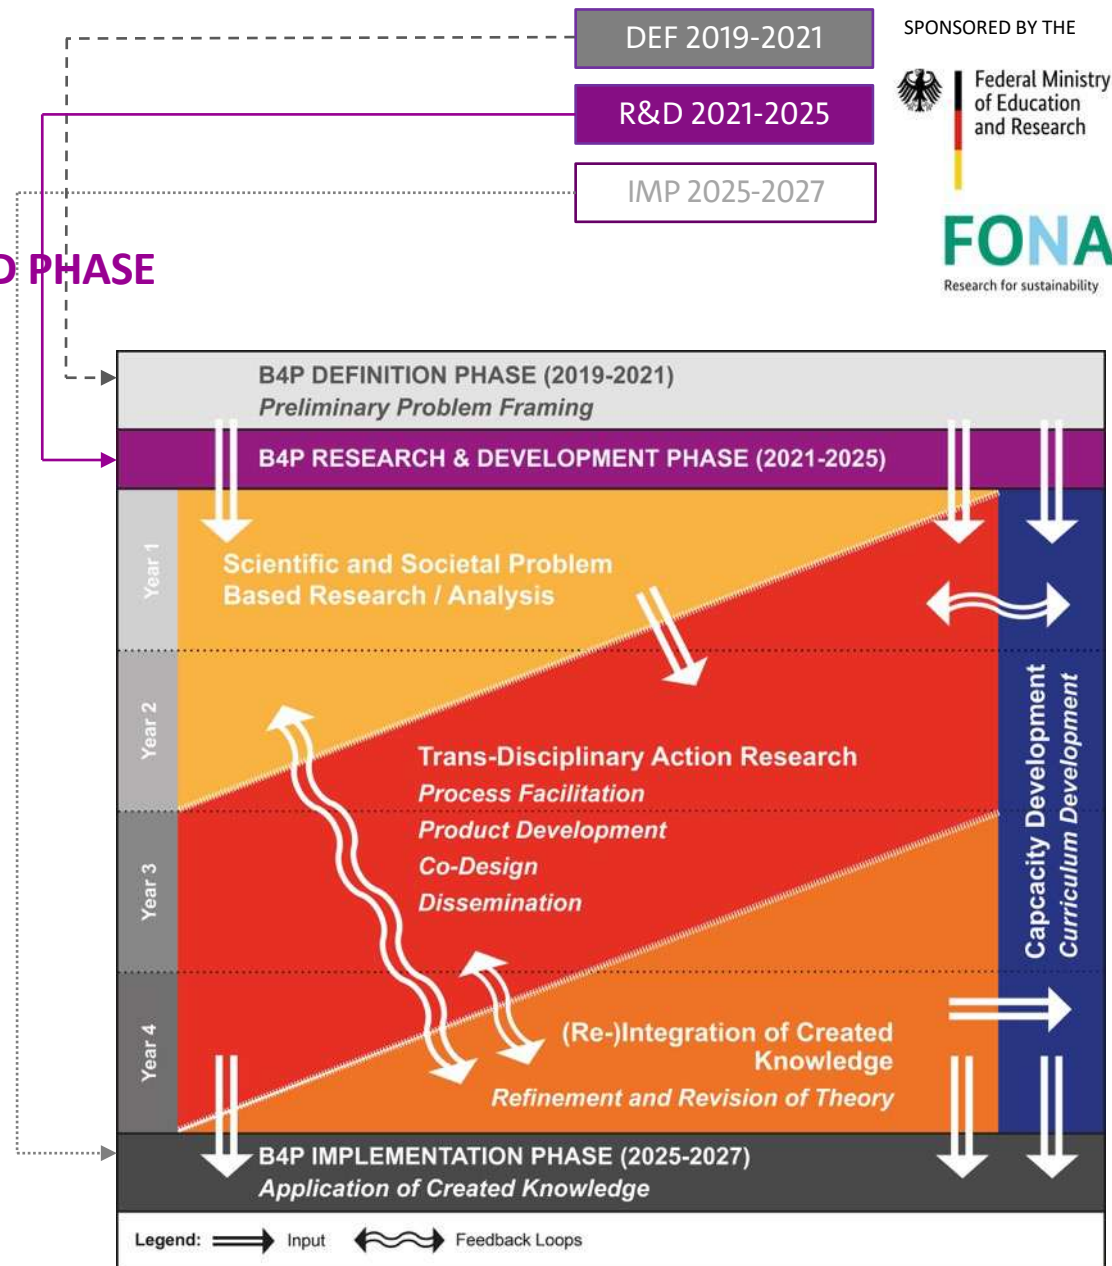 DEF 2019-2021
SPONSORED BY THE
Federal Ministry
of Education
and Research
R&D 2021-2025
IMP 2025-2027
FONA
Research for sustainability
D PHASE
B4P DEFINITION PHASE (2019-2021)
Preliminary Problem Framing
B4P RESEARCH & DEVELOPMENT PHASE (2021-2025)
Year 1
Scientific and Societal Problem
Based Research / Analysis
Year 2
Trans-Disciplinary Action Research
Process Facilitation
Product Development
Co-Design
Dissemination
Year 3
Capcacity Development
Curriculum Development
Year 4
(Re-)Integration of Created
Knowledge
Refinement and Revision of Theory
B4P IMPLEMENTATION PHASE (2025-2027)
Application of Created Knowledge
Legend: Input Feedback Loops